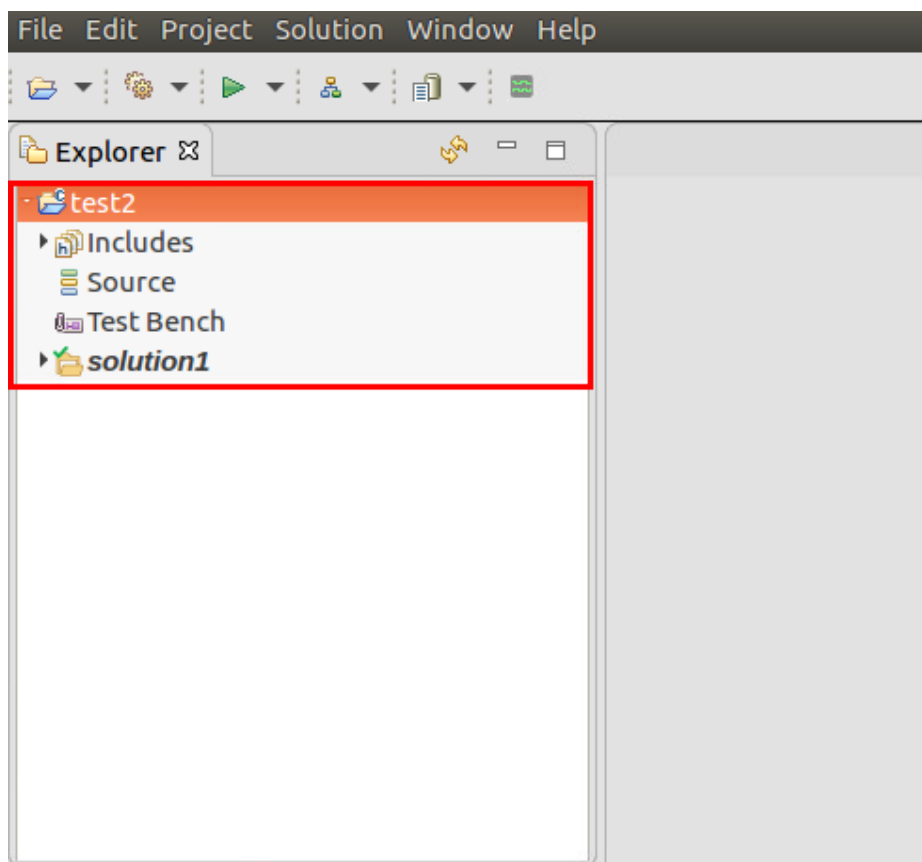 File Edit Project Solution Window Help
Explorer
test2
Includes
Source
Test Bench
solution1